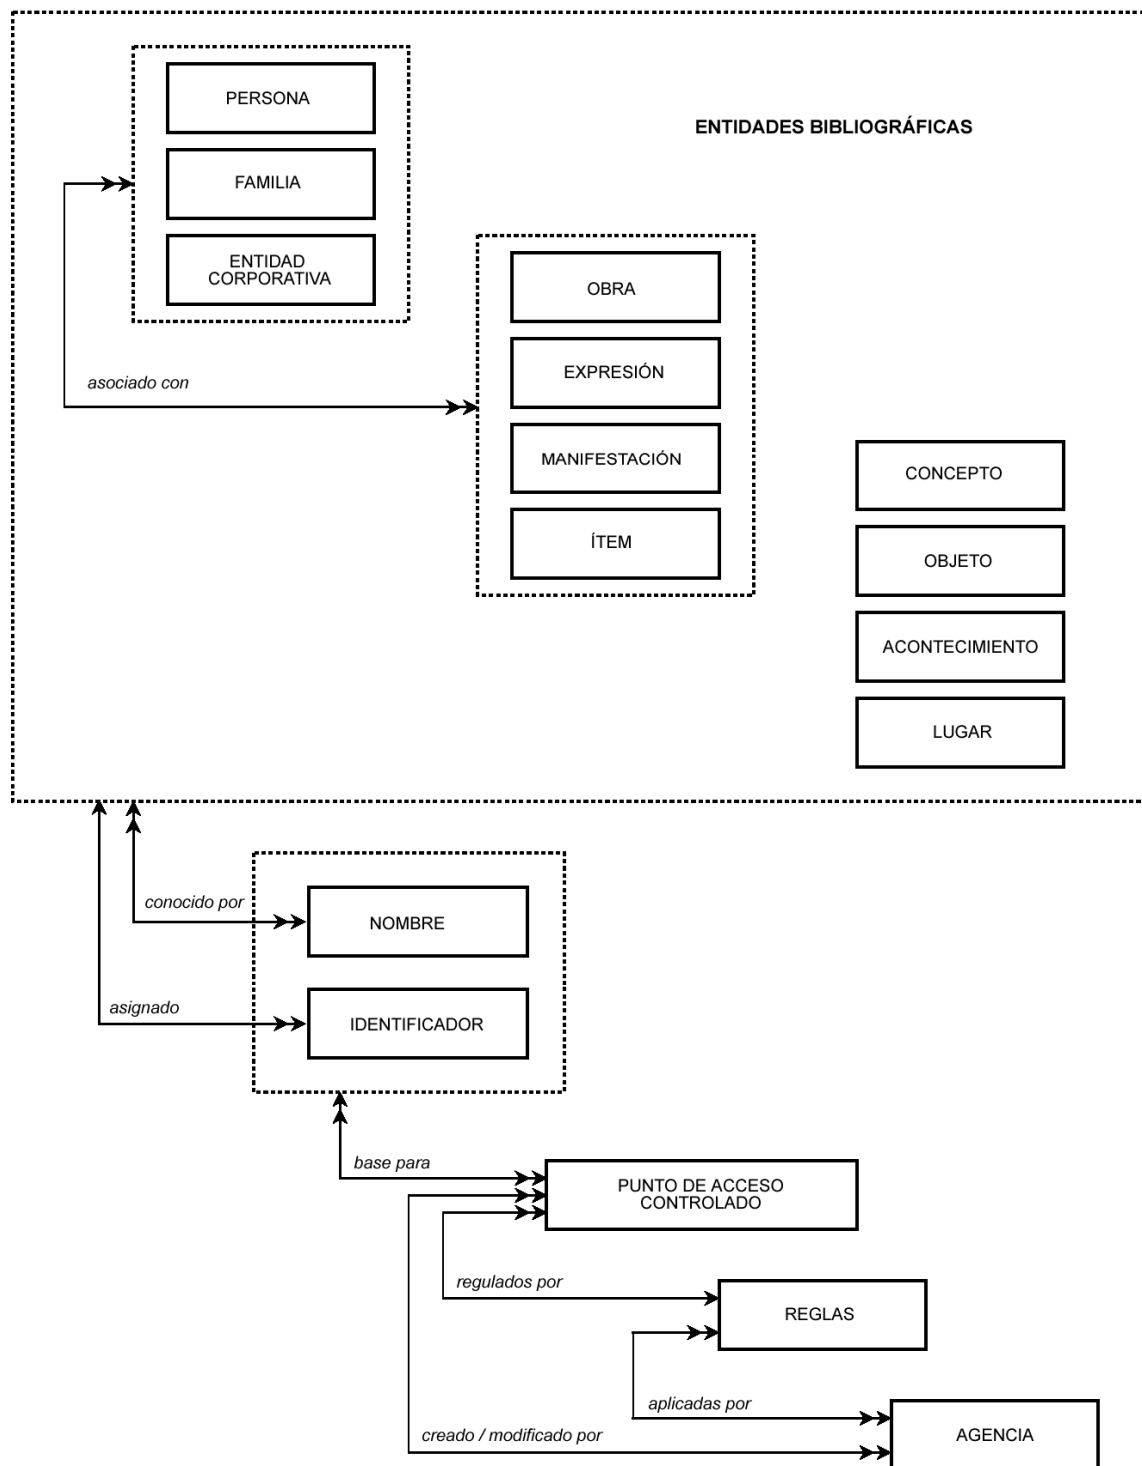 PERSONA
ENTIDADES BIBLIOGRÁFICAS
FAMILIA
ENTIDAD
CORPORATIVA
OBRA
EXPRESIÓN
asociado con
MANIFESTACIÓN
CONCEPTO
ÍTEM
OBJETO
ACONTECIMIENTO
LUGAR
conocido por
NOMBRE
asignado
IDENTIFICADOR
base para
PUNTO DE ACCESO
CONTROLADO
regulados por
REGLAS
aplicadas por
creado / modificado por
AGENCIA